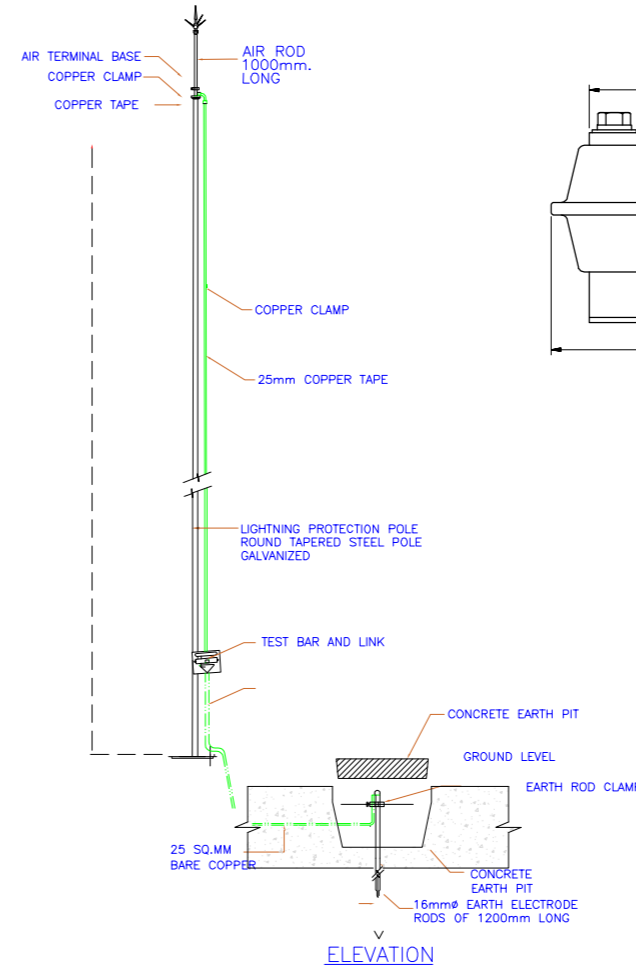 AIR TERMINAL BASE
AIR ROD
1000mm.
LONG
COPPER CLAMP
COPPER TAPE
COPPER CLAMP
25mm COPPER TAPE
LIGHTNING PROTECTION POLE
ROUND TAPERED STEEL POLE
GALVANIZED
TEST BAR AND LINK
CONCRETE EARTH PIT
GROUND LEVEL
EARTH ROD CLAMP
25 SQ.MM
BARE COPPER
CONCRETE
EARTH PIT
16mmø EARTH ELECTRODE
RODS OF 1200mm LONG
ELEVATION